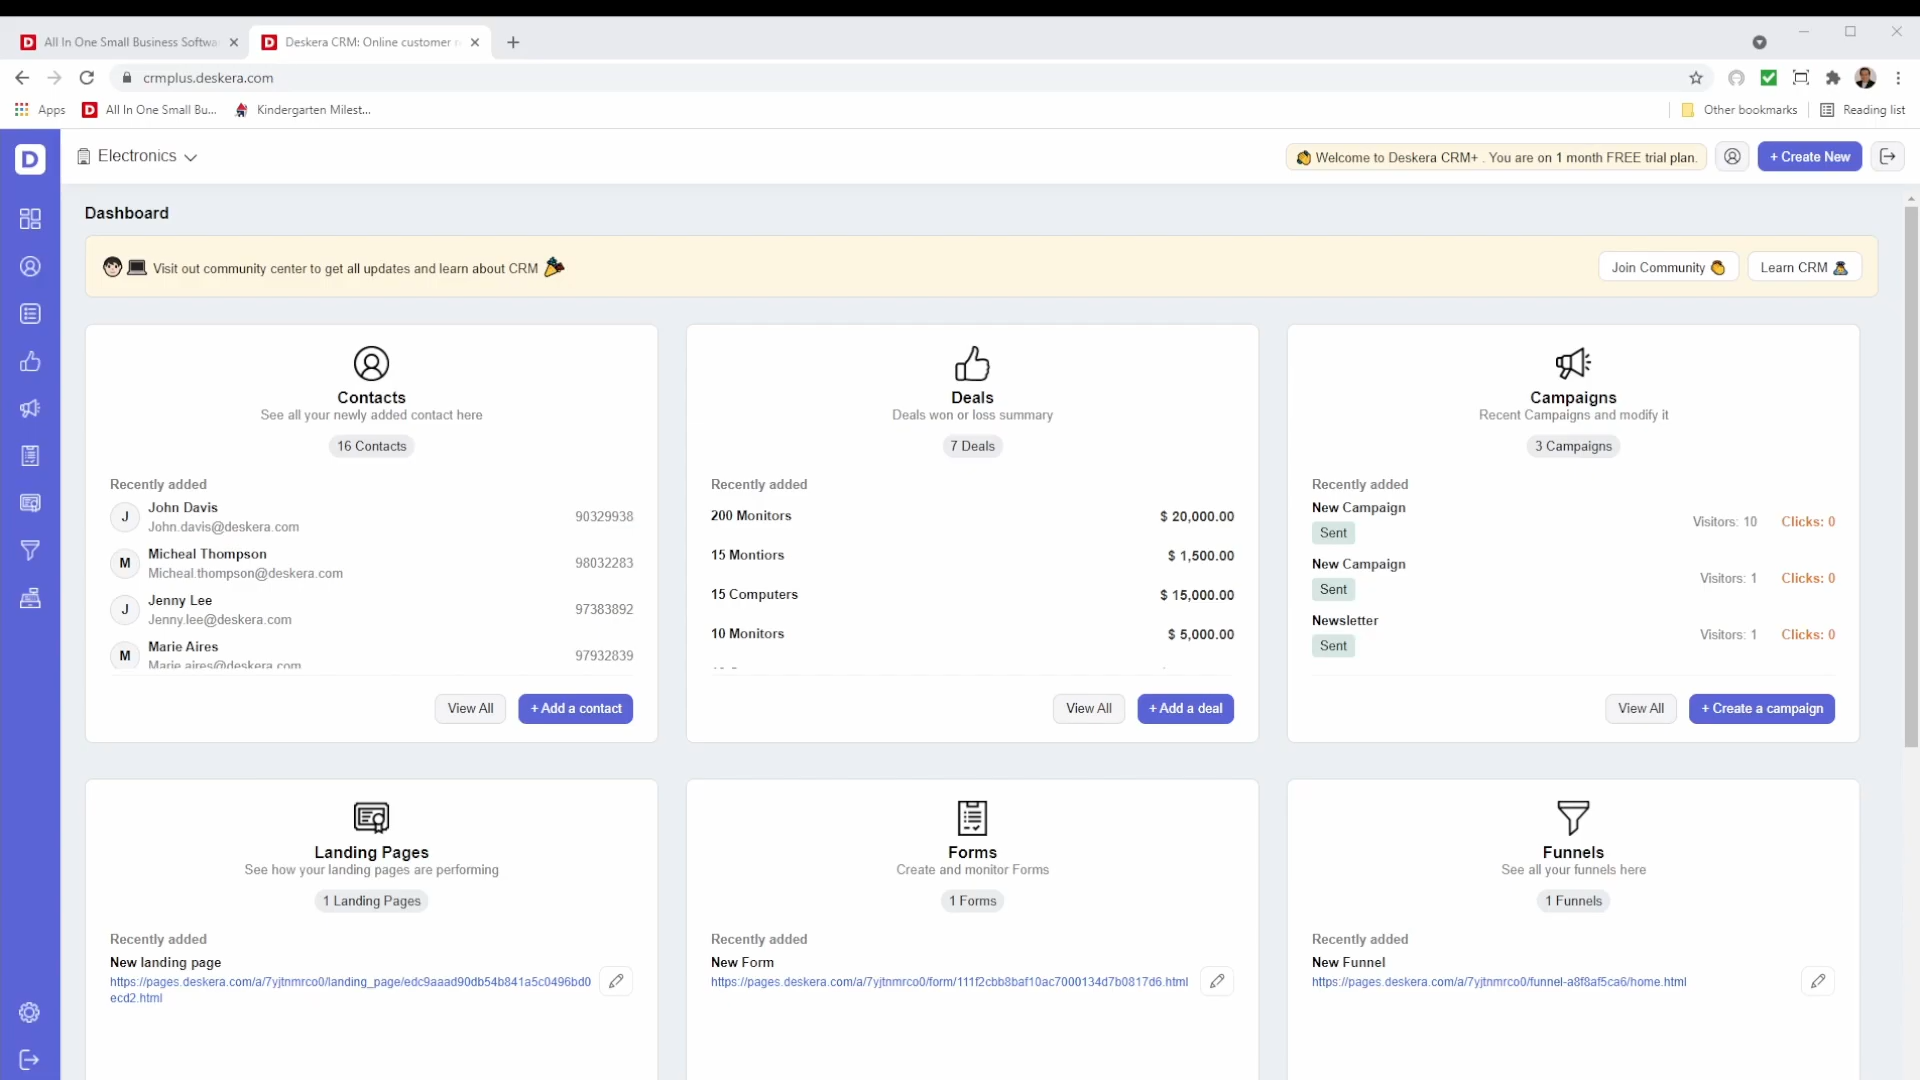 All In One Small Business Softwa
Deskera CRM: Online customer r
crmplus.deskera.com
Apps
All In One Small Bu...
Kindergarten Milest...
Other bookmarks
Reading list
D
Electronics
Welcome to Deskera CRM+ . You are on 1 month FREE trial plan.
+ Create New
Dashboard
Visit out community center to get all updates and learn about CRM
Join Community
Learn CRM
Contacts
See all your newly added contact here
16 Contacts
Recently added
J
John Davis
John.davis@deskera.com
90329938
M
Micheal Thompson
Micheal.thompson@deskera.com
98032283
J
Jenny Lee
Jenny.lee@deskera.com
97383892
M
Marie Aires
Marie.aires@deskera.com
97932839
View All
+ Add a contact
Deals
Deals won or loss summary
7 Deals
Recently added
200 Monitors $ 20,000.00
15 Montiors $ 1,500.00
15 Computers $ 15,000.00
10 Monitors $ 5,000.00
View All
+ Add a deal
Campaigns
Recent Campaigns and modify it
3 Campaigns
Recently added
New Campaign
Sent
Visitors: 10 Clicks: 0
New Campaign
Sent
Visitors: 1 Clicks: 0
Newsletter
Sent
Visitors: 1 Clicks: 0
View All
+ Create a campaign
Landing Pages
See how your landing pages are performing
1 Landing Pages
Recently added
New landing page
https://pages.deskera.com/a/7yjtnmrco0/landing_page/edc9aaad90db54b841a5c0496bd0
ecd2.html
Forms
Create and monitor Forms
1 Forms
Recently added
New Form
https://pages.deskera.com/a/7yjtnmrco0/form/111f2cbb8baf10ac7000134d7b0817d6.html
Funnels
See all your funnels here
1 Funnels
Recently added
New Funnel
https://pages.deskera.com/a/7yjtnmrco0/funnel-a8f8af5ca6/home.html